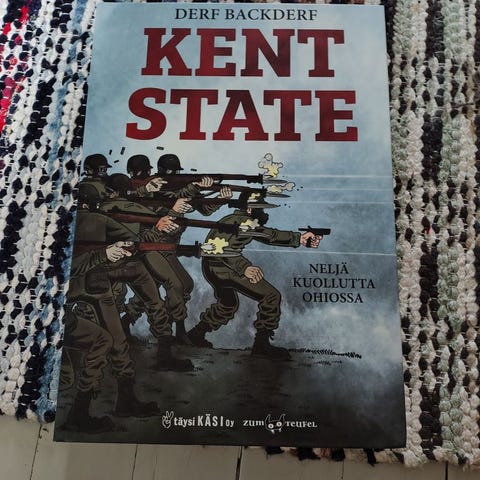 DERF BACKDERF
KENT
STATE
NELJÄ
KUOLLUTTA
OHIOSSA
täysi KÄSI oy ZUM TEUFEL